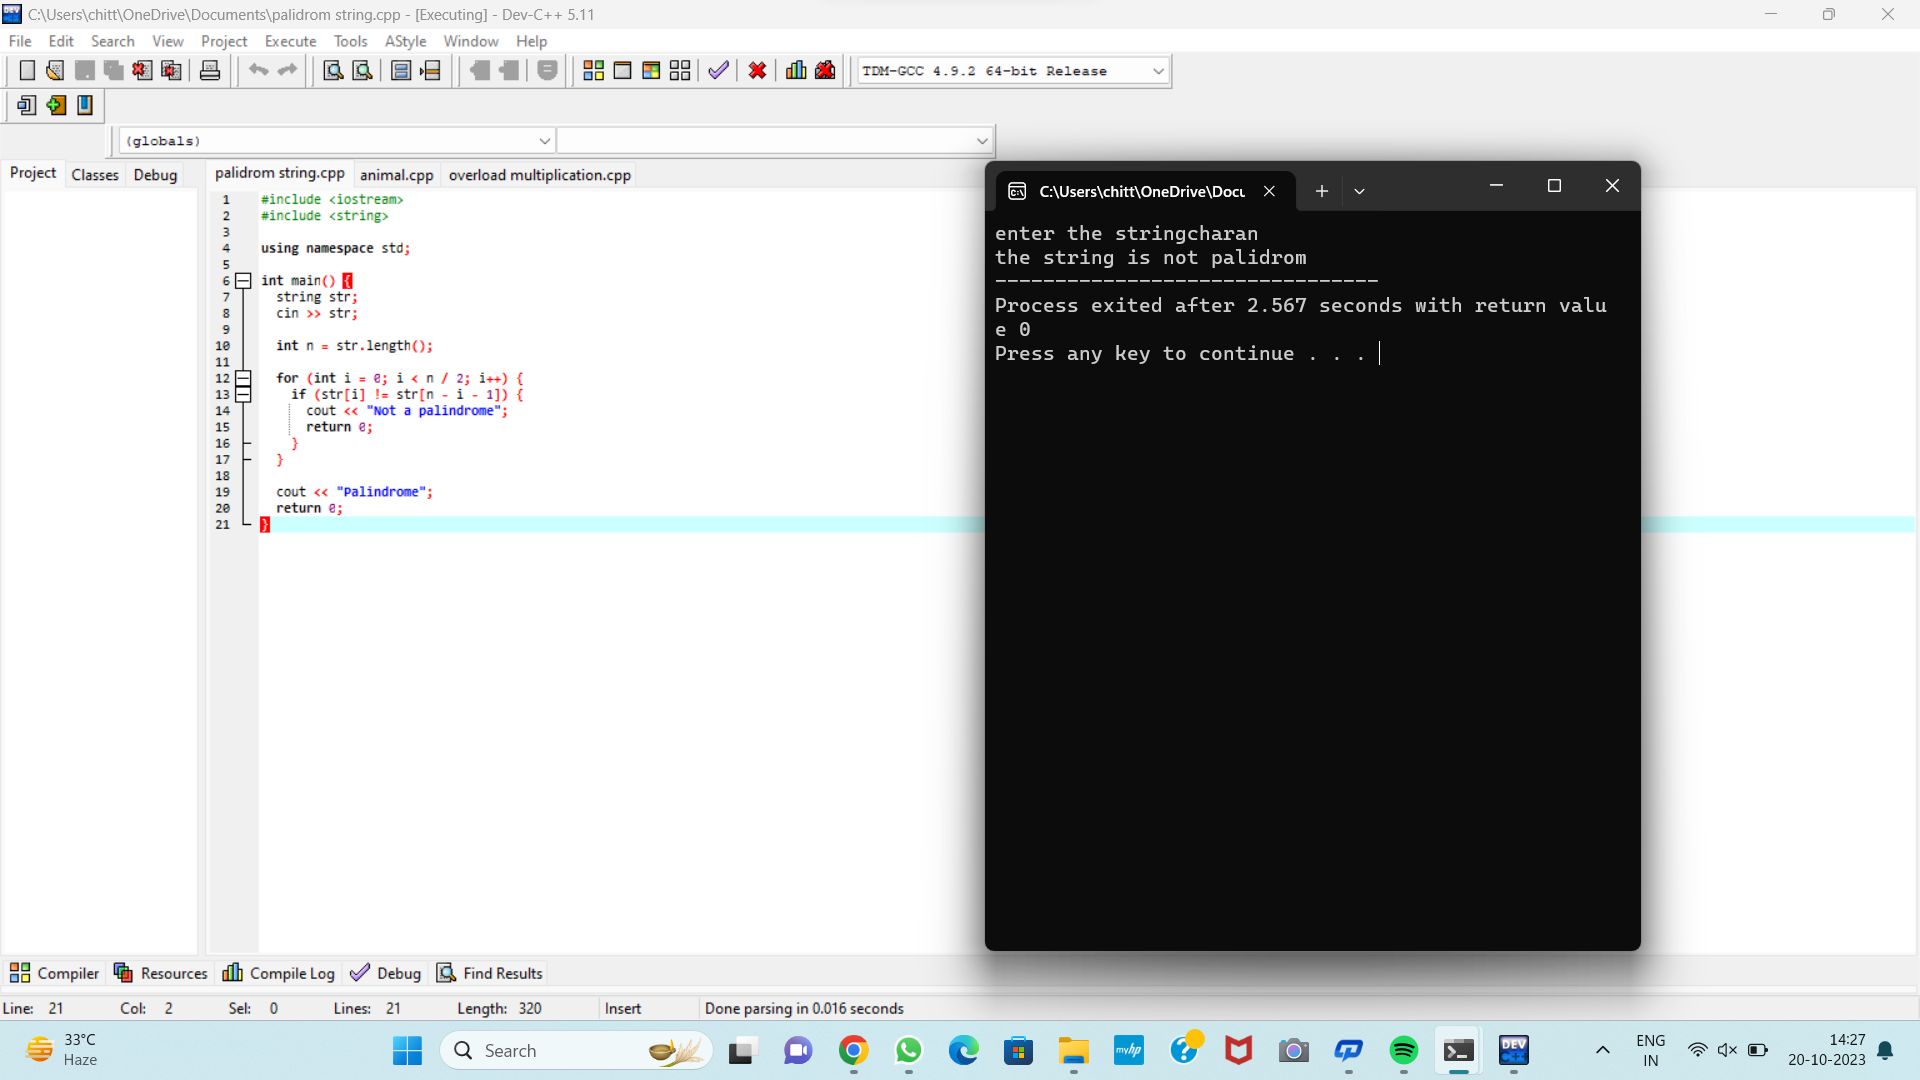 C:\Users\chitt\OneDrive\Documents\palidrom string.cpp - [Executing] - Dev-C++ 5.11
File Edit Search View Project Execute Tools AStyle Window Help
TDM-GCC 4.9.2 64-bit Release
(globals)
Project Classes Debug
palidrom string.cpp animal.cpp overload multiplication.cpp
1 #include <iostream>
2 #include <string>
3
4 using namespace std;
5
6 int main() {
7 string str;
8 cin >> str;
9
10 int n = str.length();
11
12 for (int i = 0; i < n / 2; i++) {
13 if (str[i] != str[n - i - 1]) {
14 cout << "Not a palindrome";
15 return 0;
16 }
17 }
18
19 cout << "Palindrome";
20 return 0;
21 }
C:\Users\chitt\OneDrive\Docu
enter the stringcharan
the string is not palidrom
--------------------------------
Process exited after 2.567 seconds with return valu
e 0
Press any key to continue . . .
Compiler Resources Compile Log Debug Find Results
Line: 21 Col: 2 Sel: 0 Lines: 21 Length: 320 Insert Done parsing in 0.016 seconds
33°C
Haze
Search
myhp
DEV
C++
ENG
IN
14:27
20-10-2023